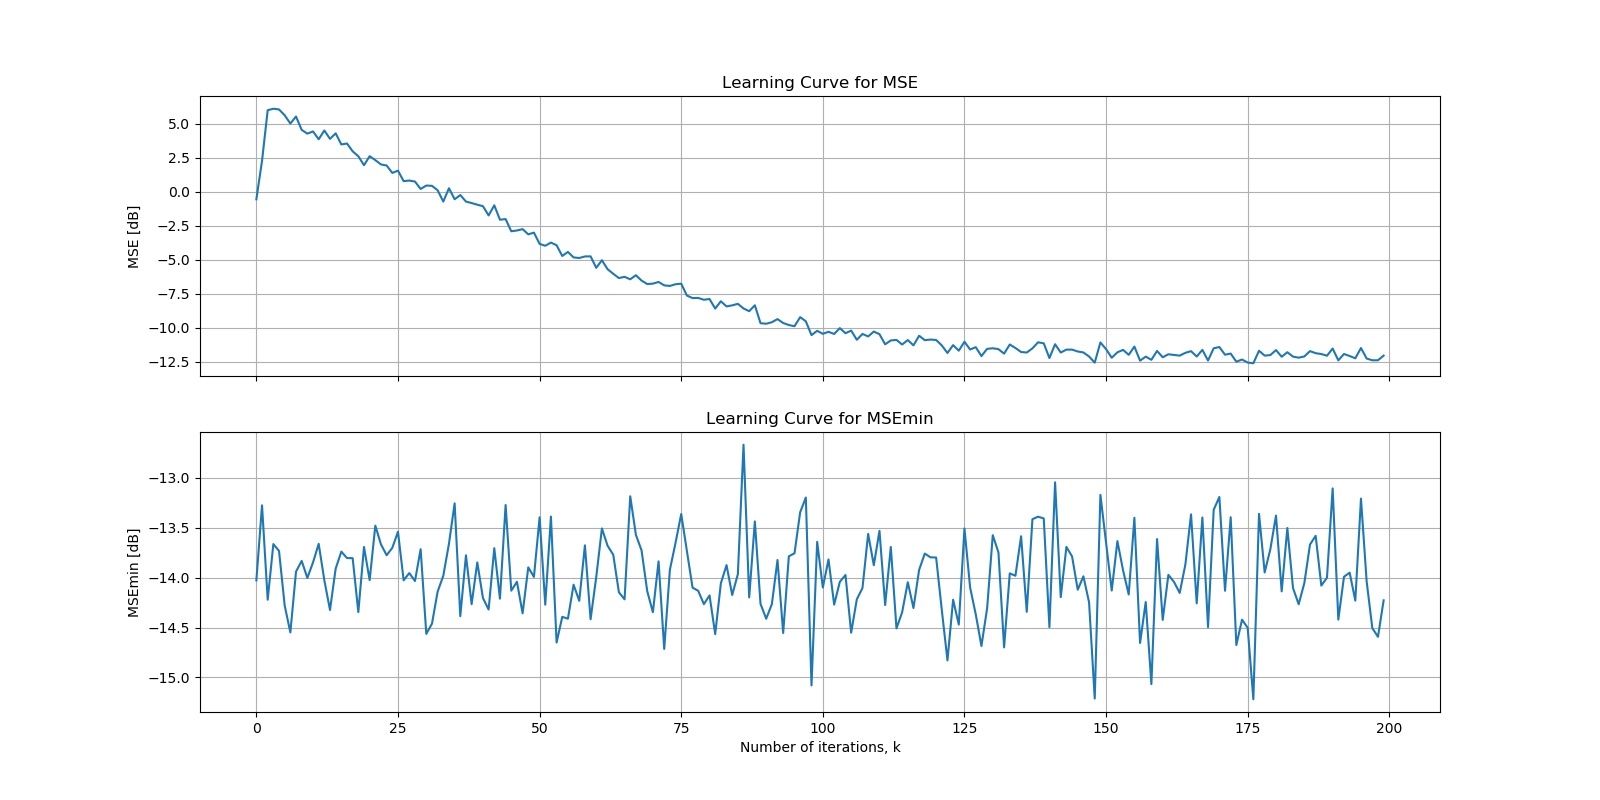 Learning Curve for MSE
MSE [dB]
5.0
2.5
0.0
−2.5
−5.0
−7.5
−10.0
−12.5
Learning Curve for MSEmin
MSEmin [dB]
−13.0
−13.5
−14.0
−14.5
−15.0
0 25 50 75 100 125 150 175 200
Number of iterations, k